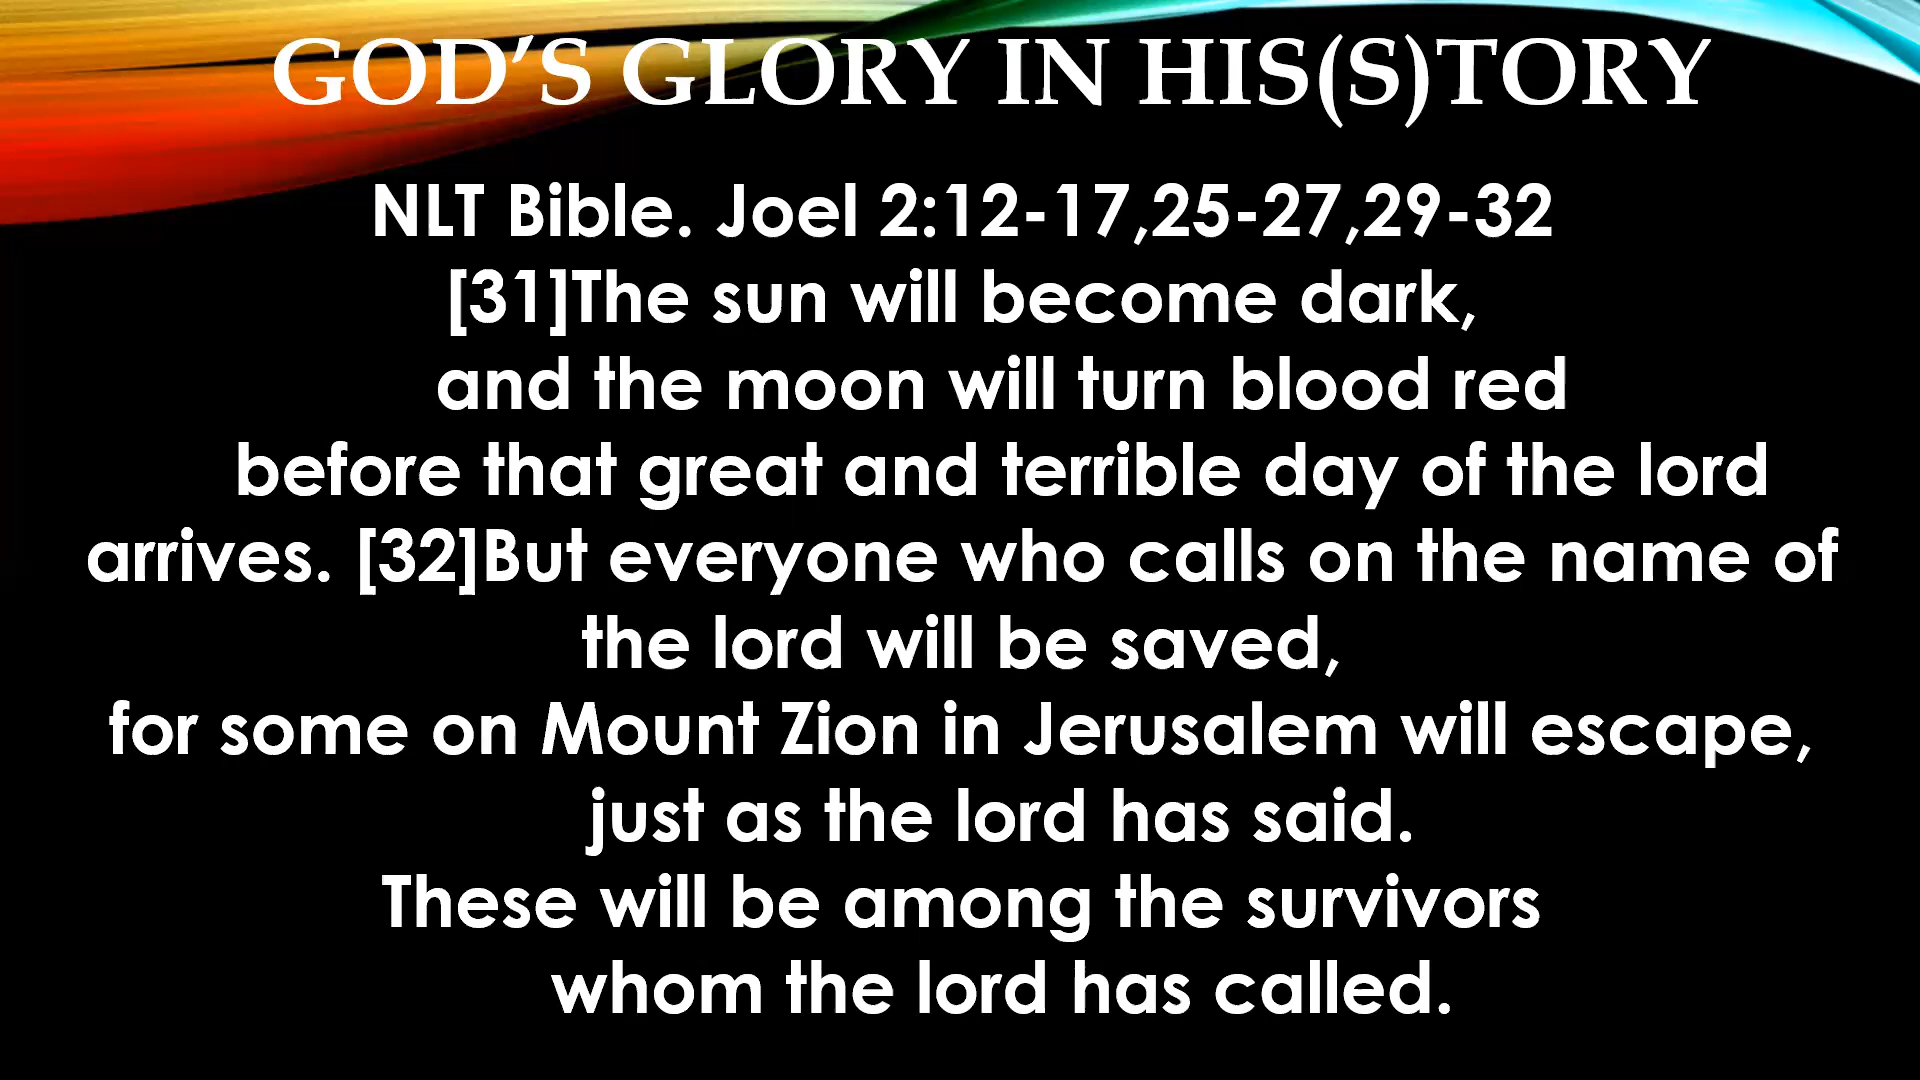 GOD’S GLORY IN HIS(S)TORY
NLT Bible. Joel 2:12-17,25-27,29-32
[31]The sun will become dark,
and the moon will turn blood red
before that great and terrible day of the lord
arrives. [32]But everyone who calls on the name of
the lord will be saved,
for some on Mount Zion in Jerusalem will escape,
just as the lord has said.
These will be among the survivors
whom the lord has called.